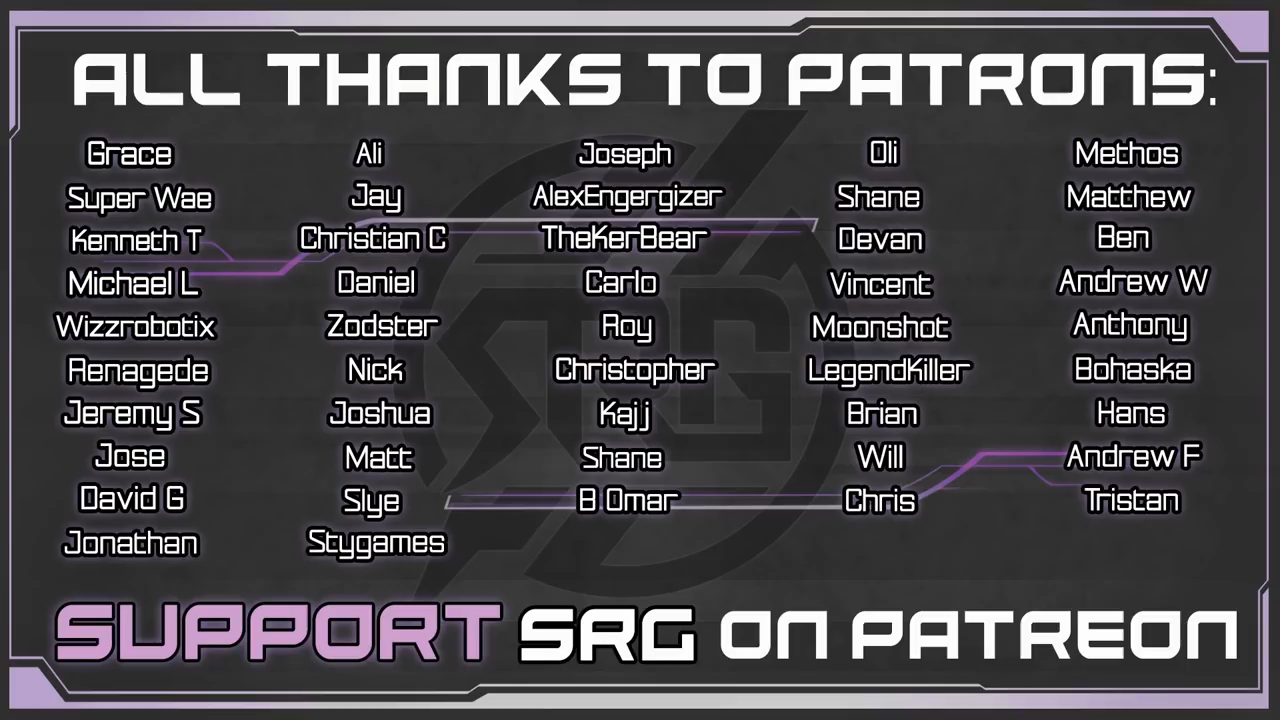 ALL THANKS TO PATRONS:
Grace
Super Wae
Kenneth T
Michael L
Wizzrobotix
Renagede
Jeremy S
Jose
David G
Jonathan
Ali
Jay
Christian C
Daniel
Zodster
Nick
Joshua
Matt
Slye
Stygames
Joseph
AlexEngergizer
TheKerBear
Carlo
Roy
Christopher
Kajj
Shane
B Omar
Oli
Shane
Devan
Vincent
Moonshot
LegendKiller
Brian
Will
Chris
Methos
Matthew
Ben
Andrew W
Anthony
Bohaska
Hans
Andrew F
Tristan
SRG
SUPPORT SRG ON PATREON